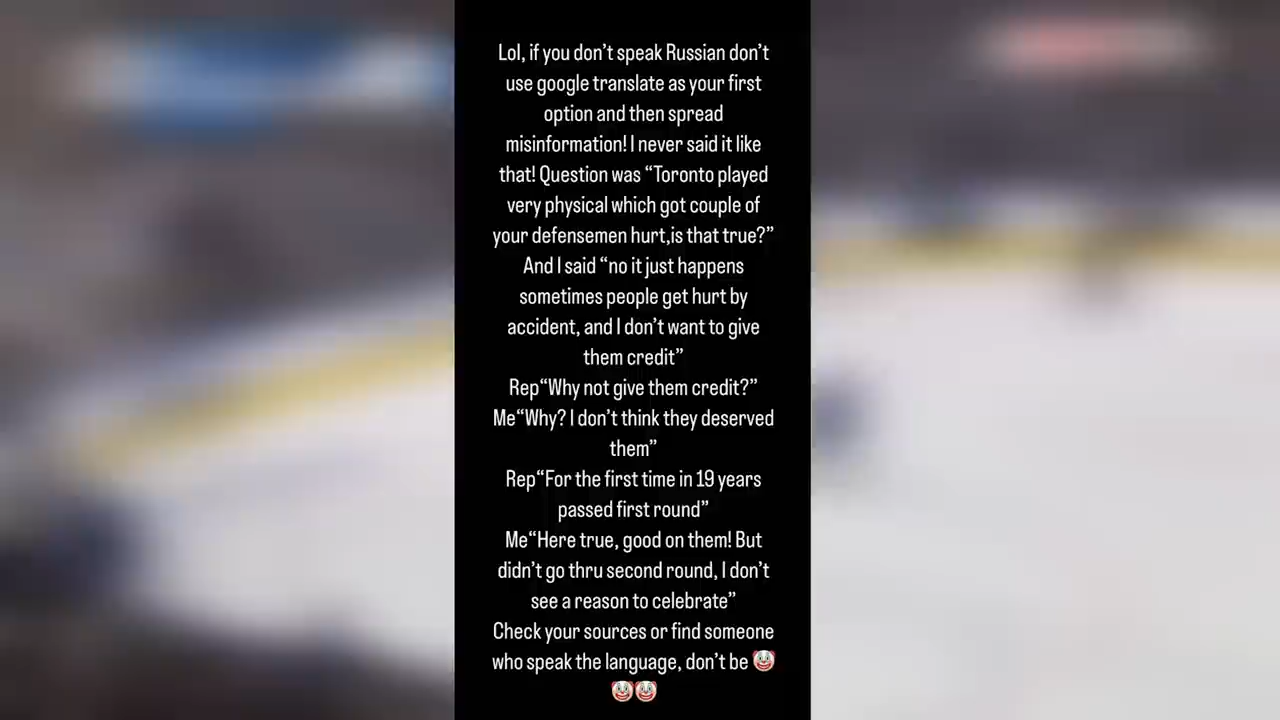 Lol, if you don’t speak Russian don’t
use google translate as your first
option and then spread
misinformation! I never said it like
that! Question was “Toronto played
very physical which got couple of
your defensemen hurt,is that true?”
And I said “no it just happens
sometimes people get hurt by
accident, and I don’t want to give
them credit”
Rep“Why not give them credit?”
Me“Why? I don’t think they deserved
them”
Rep“For the first time in 19 years
passed first round”
Me“Here true, good on them! But
didn’t go thru second round, I don’t
see a reason to celebrate”
Check your sources or find someone
who speak the language, don’t be 🤡
🤡🤡